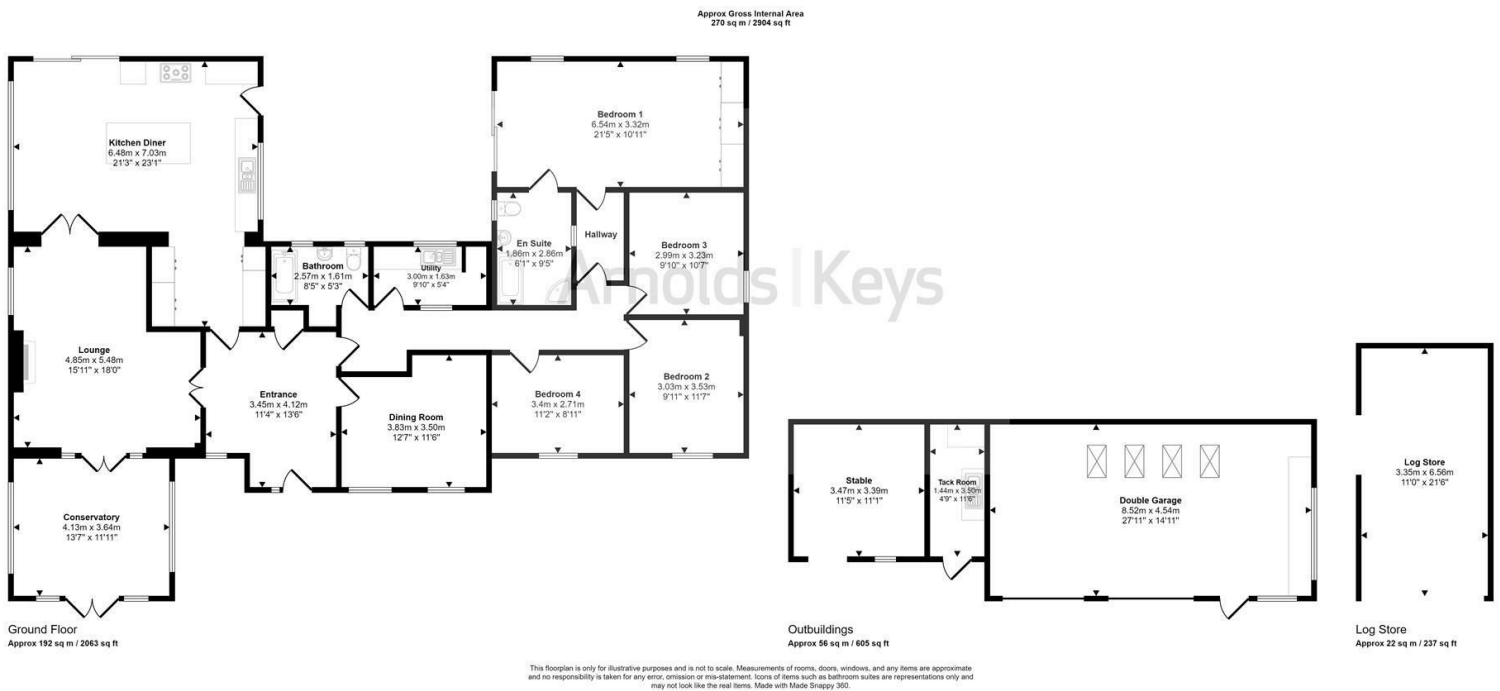 Approx Gross Internal Area
270 sq m / 2904 sq ft
Kitchen Diner
6.48m x 7.03m
21'3" x 23'1"
Bedroom 1
6.54m x 3.32m
21'5" x 10'11"
En Suite
1.86m x 2.86m
6'1" x 9'5"
Hallway
Bedroom 3
2.99m x 3.23m
9'10" x 10'7"
Bathroom
2.57m x 1.61m
8'5" x 5'3"
Utility
3.00m x 1.63m
9'10" x 5'4"
Arnolds | Keys
Lounge
4.85m x 5.48m
15'11" x 18'0"
Entrance
3.45m x 4.12m
11'4" x 13'6"
Dining Room
3.83m x 3.50m
12'7" x 11'6"
Bedroom 4
3.4m x 2.71m
11'2" x 8'11"
Bedroom 2
3.03m x 3.53m
9'11" x 11'7"
Conservatory
4.13m x 3.64m
13'7" x 11'11"
Stable
3.47m x 3.39m
11'5" x 11'1"
Tack Room
1.44m x 3.50m
4'9" x 11'6"
Double Garage
8.52m x 4.54m
27'11" x 14'11"
Log Store
3.35m x 6.56m
11'0" x 21'6"
Ground Floor
Approx 192 sq m / 2063 sq ft
Outbuildings
Approx 56 sq m / 605 sq ft
Log Store
Approx 22 sq m / 237 sq ft
This floorplan is only for illustrative purposes and is not to scale. Measurements of rooms, doors, windows, and any items are approximate
and no responsibility is taken for any error, omission or mis-statement. Icons of items such as bathroom suites are representations only and
may not look like the real items. Made with Made Snappy 360.